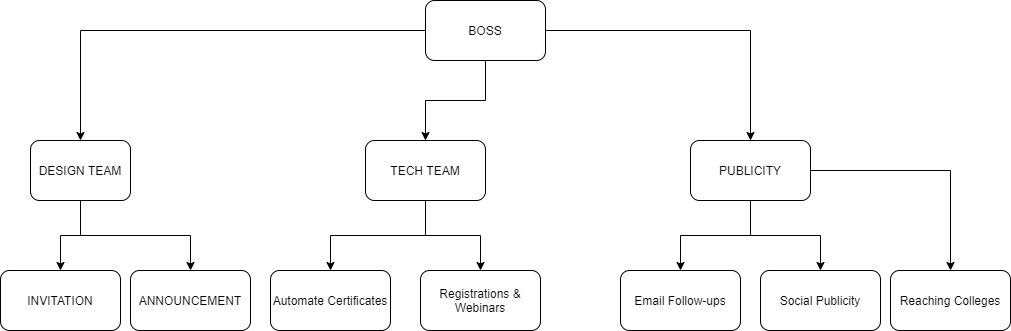 BOSS
DESIGN TEAM
TECH TEAM
PUBLICITY
INVITATION
ANNOUNCEMENT
Automate Certificates
Registrations &
Webinars
Email Follow-ups
Social Publicity
Reaching Colleges